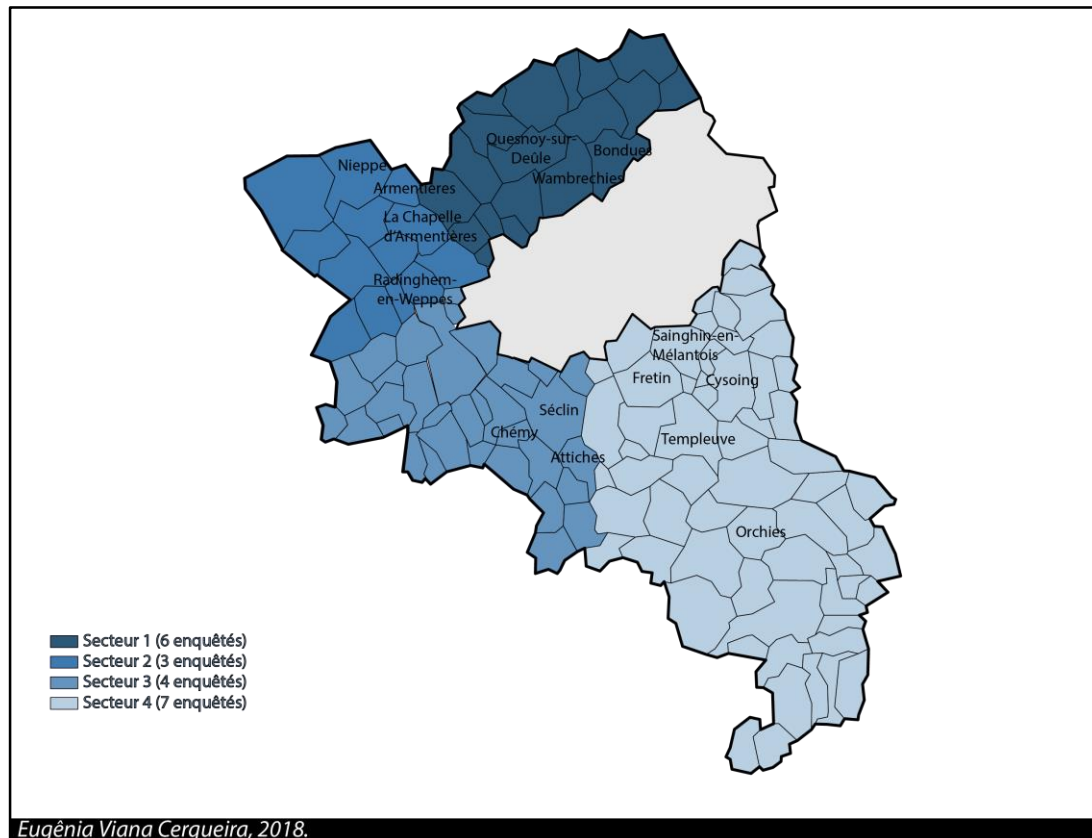 Quesnoy-sur-
Deûle
Bondues
Wambrechies
Nieppe
Armentières
La Chapelle
d'Armentières
Radinghem-
en-Weppes
Sainghin-en-
Mélantois
Fretin
Cysoing
Séclin
Chémy
Templeuve
Attiches
Orchies
Secteur 1 (6 enquêtés)
Secteur 2 (3 enquêtés)
Secteur 3 (4 enquêtés)
Secteur 4 (7 enquêtés)
Eugênia Viana Cerqueira, 2018.